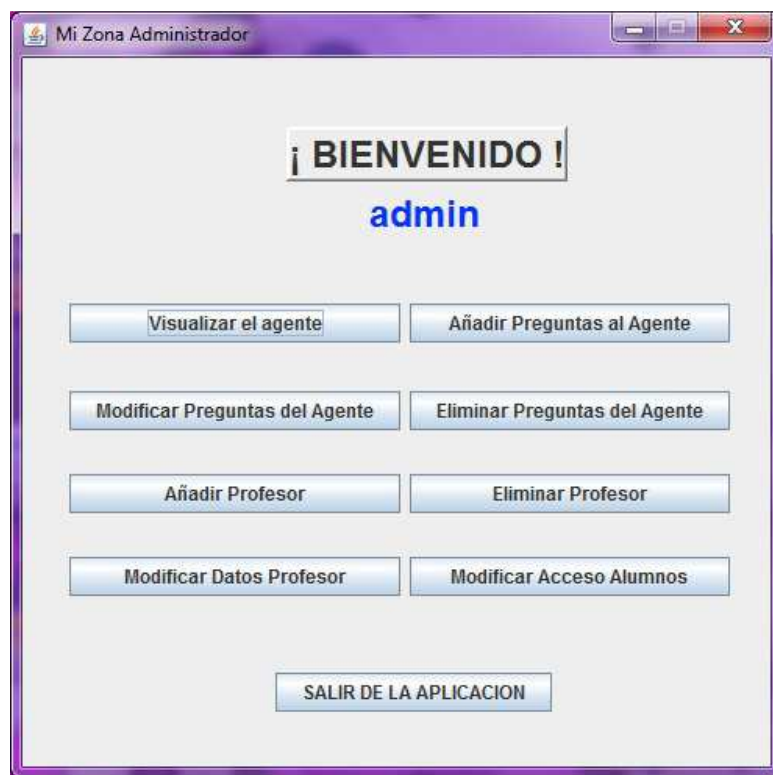 Mi Zona Administrador
¡ BIENVENIDO !
admin
Visualizar el agente
Añadir Preguntas al Agente
Modificar Preguntas del Agente
Eliminar Preguntas del Agente
Añadir Profesor
Eliminar Profesor
Modificar Datos Profesor
Modificar Acceso Alumnos
SALIR DE LA APLICACION